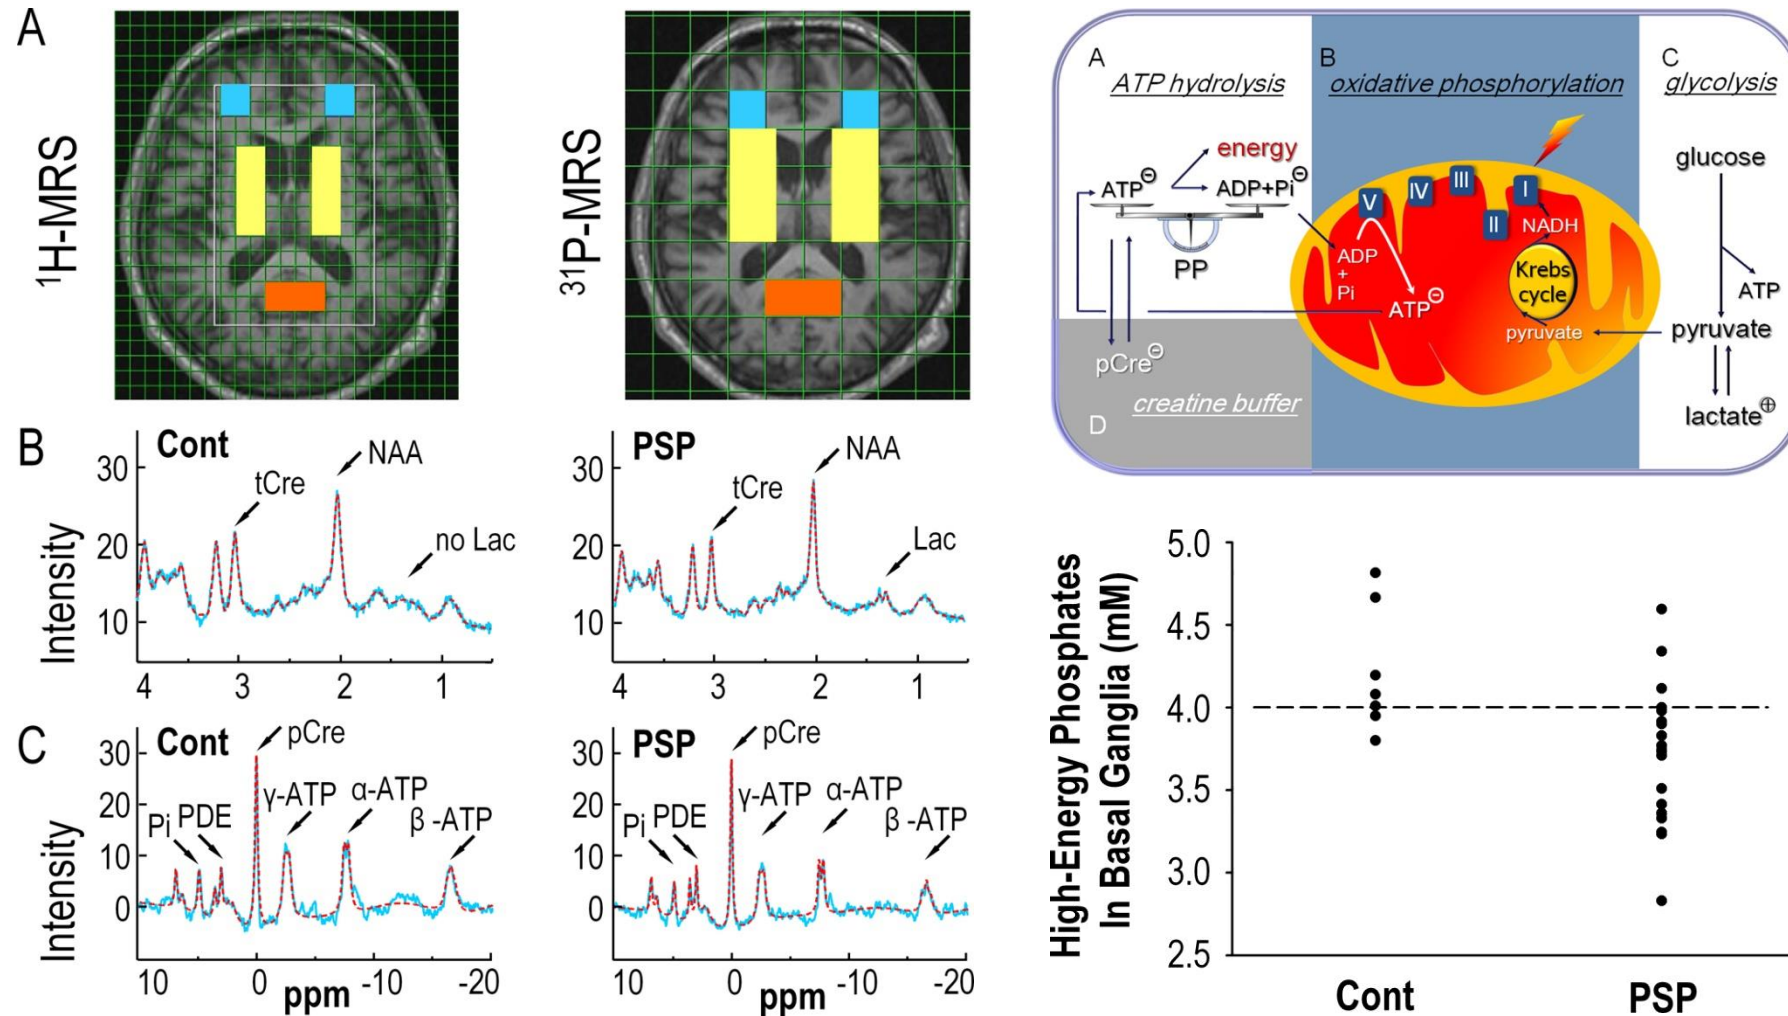 A
¹H-MRS
³¹P-MRS
B
Cont
tCre
NAA
no Lac
Intensity
30
20
10
4 3 2 1
PSP
tCre
NAA
Lac
30
20
10
4 3 2 1
C
Cont
pCre
γ-ATP
α-ATP
β -ATP
Pi
PDE
Intensity
30
20
10
0
10 0 -10 -20
ppm
PSP
pCre
γ-ATP
α-ATP
β -ATP
Pi
PDE
30
20
10
0
10 0 -10 -20
ppm
A
ATP hydrolysis
energy
ATP⊖
ADP+Pi⊖
PP
pCre⊖
creatine buffer
D
B
oxidative phosphorylation
V
IV
III
II
I
NADH
ADP
+
Pi
ATP⊖
Krebs
cycle
pyruvate
C
glycolysis
glucose
ATP
pyruvate
lactate⊕
High-Energy Phosphates
In Basal Ganglia (mM)
5.0
4.5
4.0
3.5
3.0
2.5
Cont
PSP